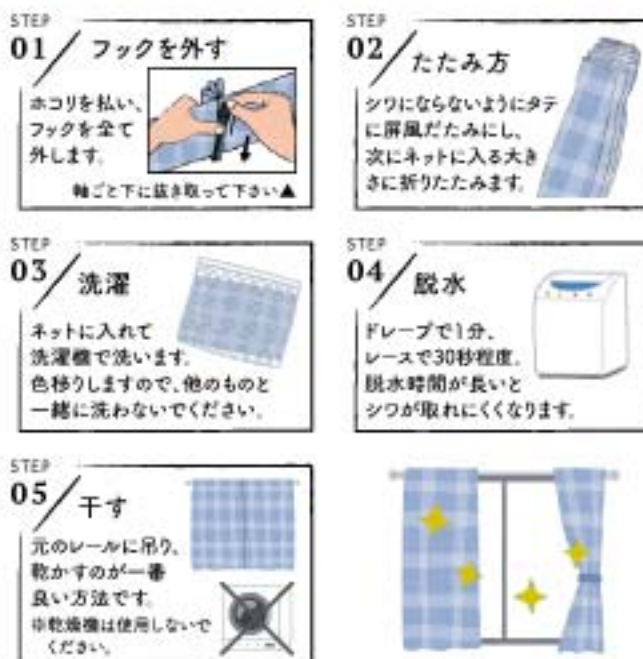 STEP
01 フックを外す
ホコリを払い、
フックを全て
外します。
軸ごと下に抜き取って下さい▲
STEP
02 たたみ方
シワにならないようにタテ
に屏風だたみにし、
次にネットに入る大き
さに折りたたみます。
STEP
03 洗濯
ネットに入れて
洗濯機で洗います。
色移りしますので、他のものと
一緒に洗わないでください。
STEP
04 脱水
ドレープで1分、
レースで30秒程度。
脱水時間が長いと
シワが取れにくくなります。
STEP
05 干す
元のレールに吊り、
乾かすのが一番
良い方法です。
※乾燥機は使用しないで
ください。